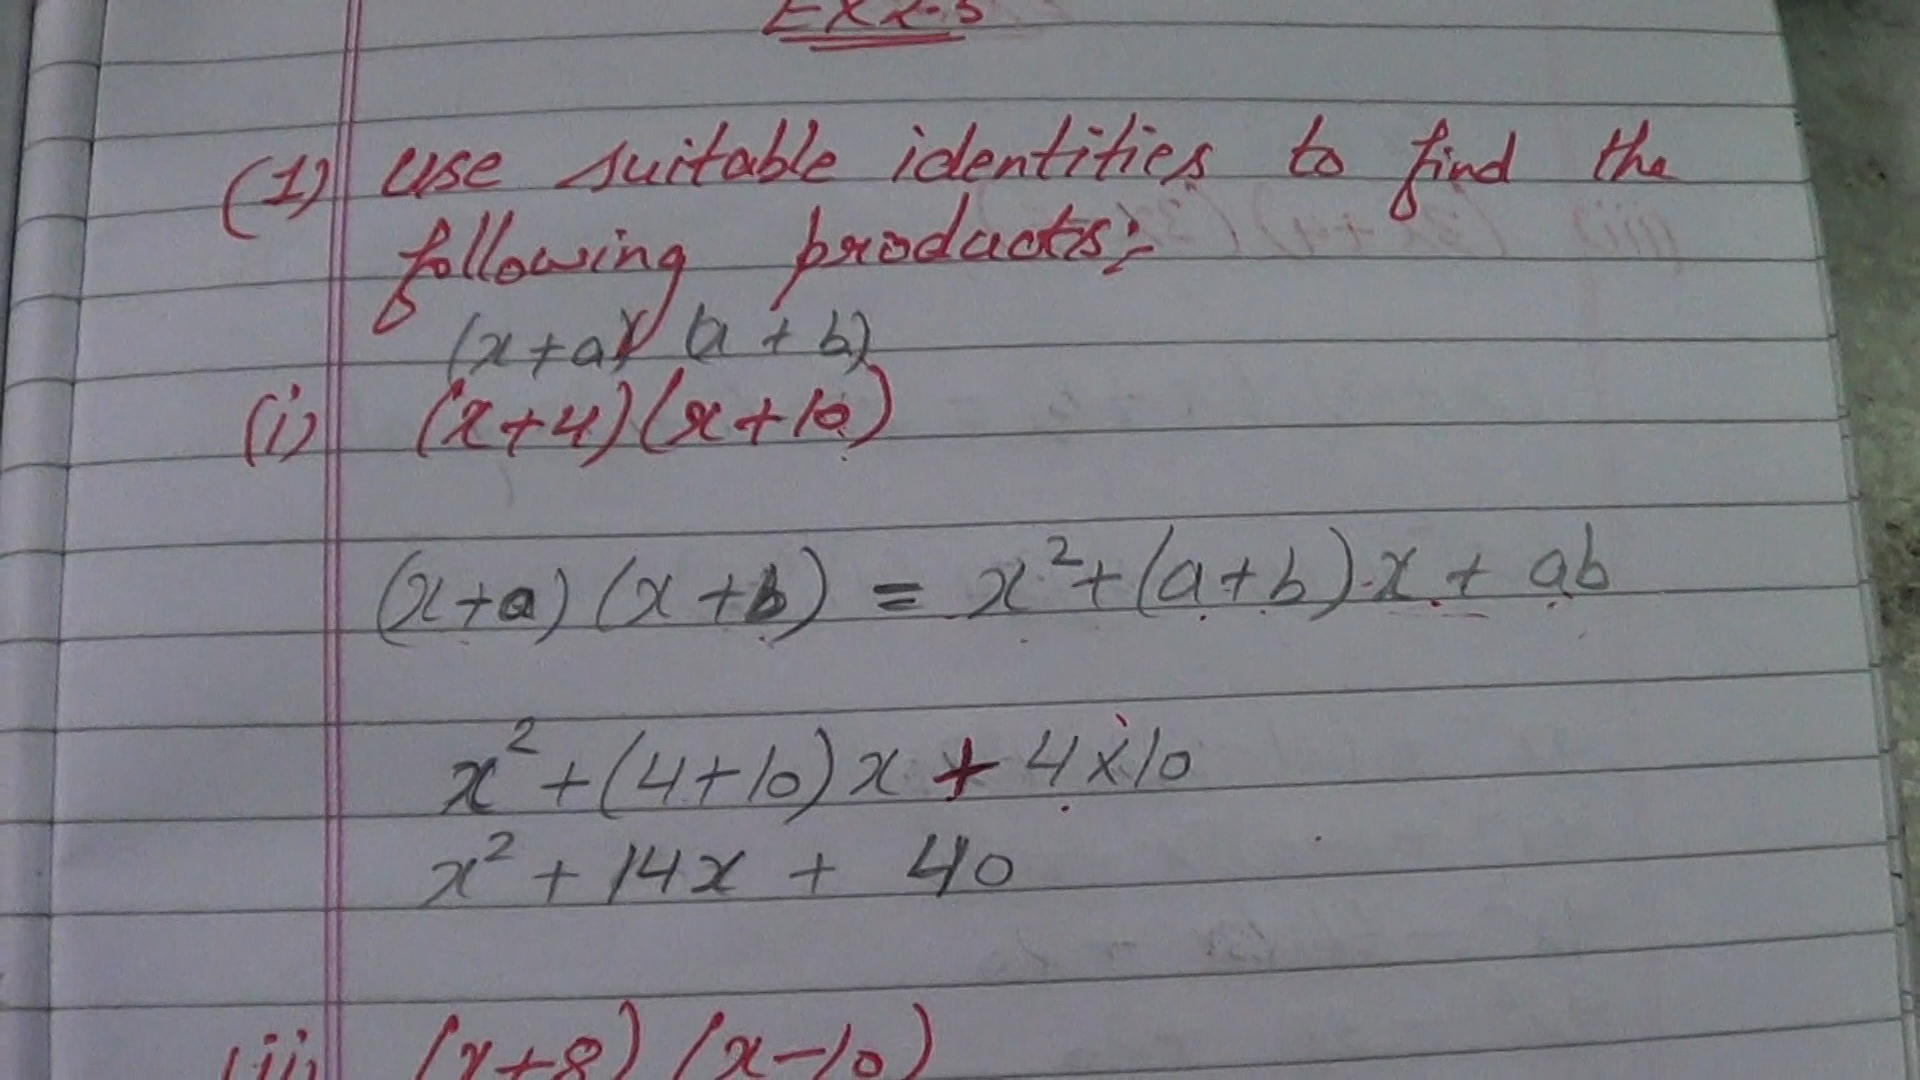 Ex 2.5
(1) use suitable identities to find the
following products:-
(x+a) (a + b)
(i) (x+4)(x+10)
(x+a) (x+b) = x²+(a+b).x + ab
x²+(4+10)x + 4×10
x² + 14x + 40
(ii) (x+8) (x-10)